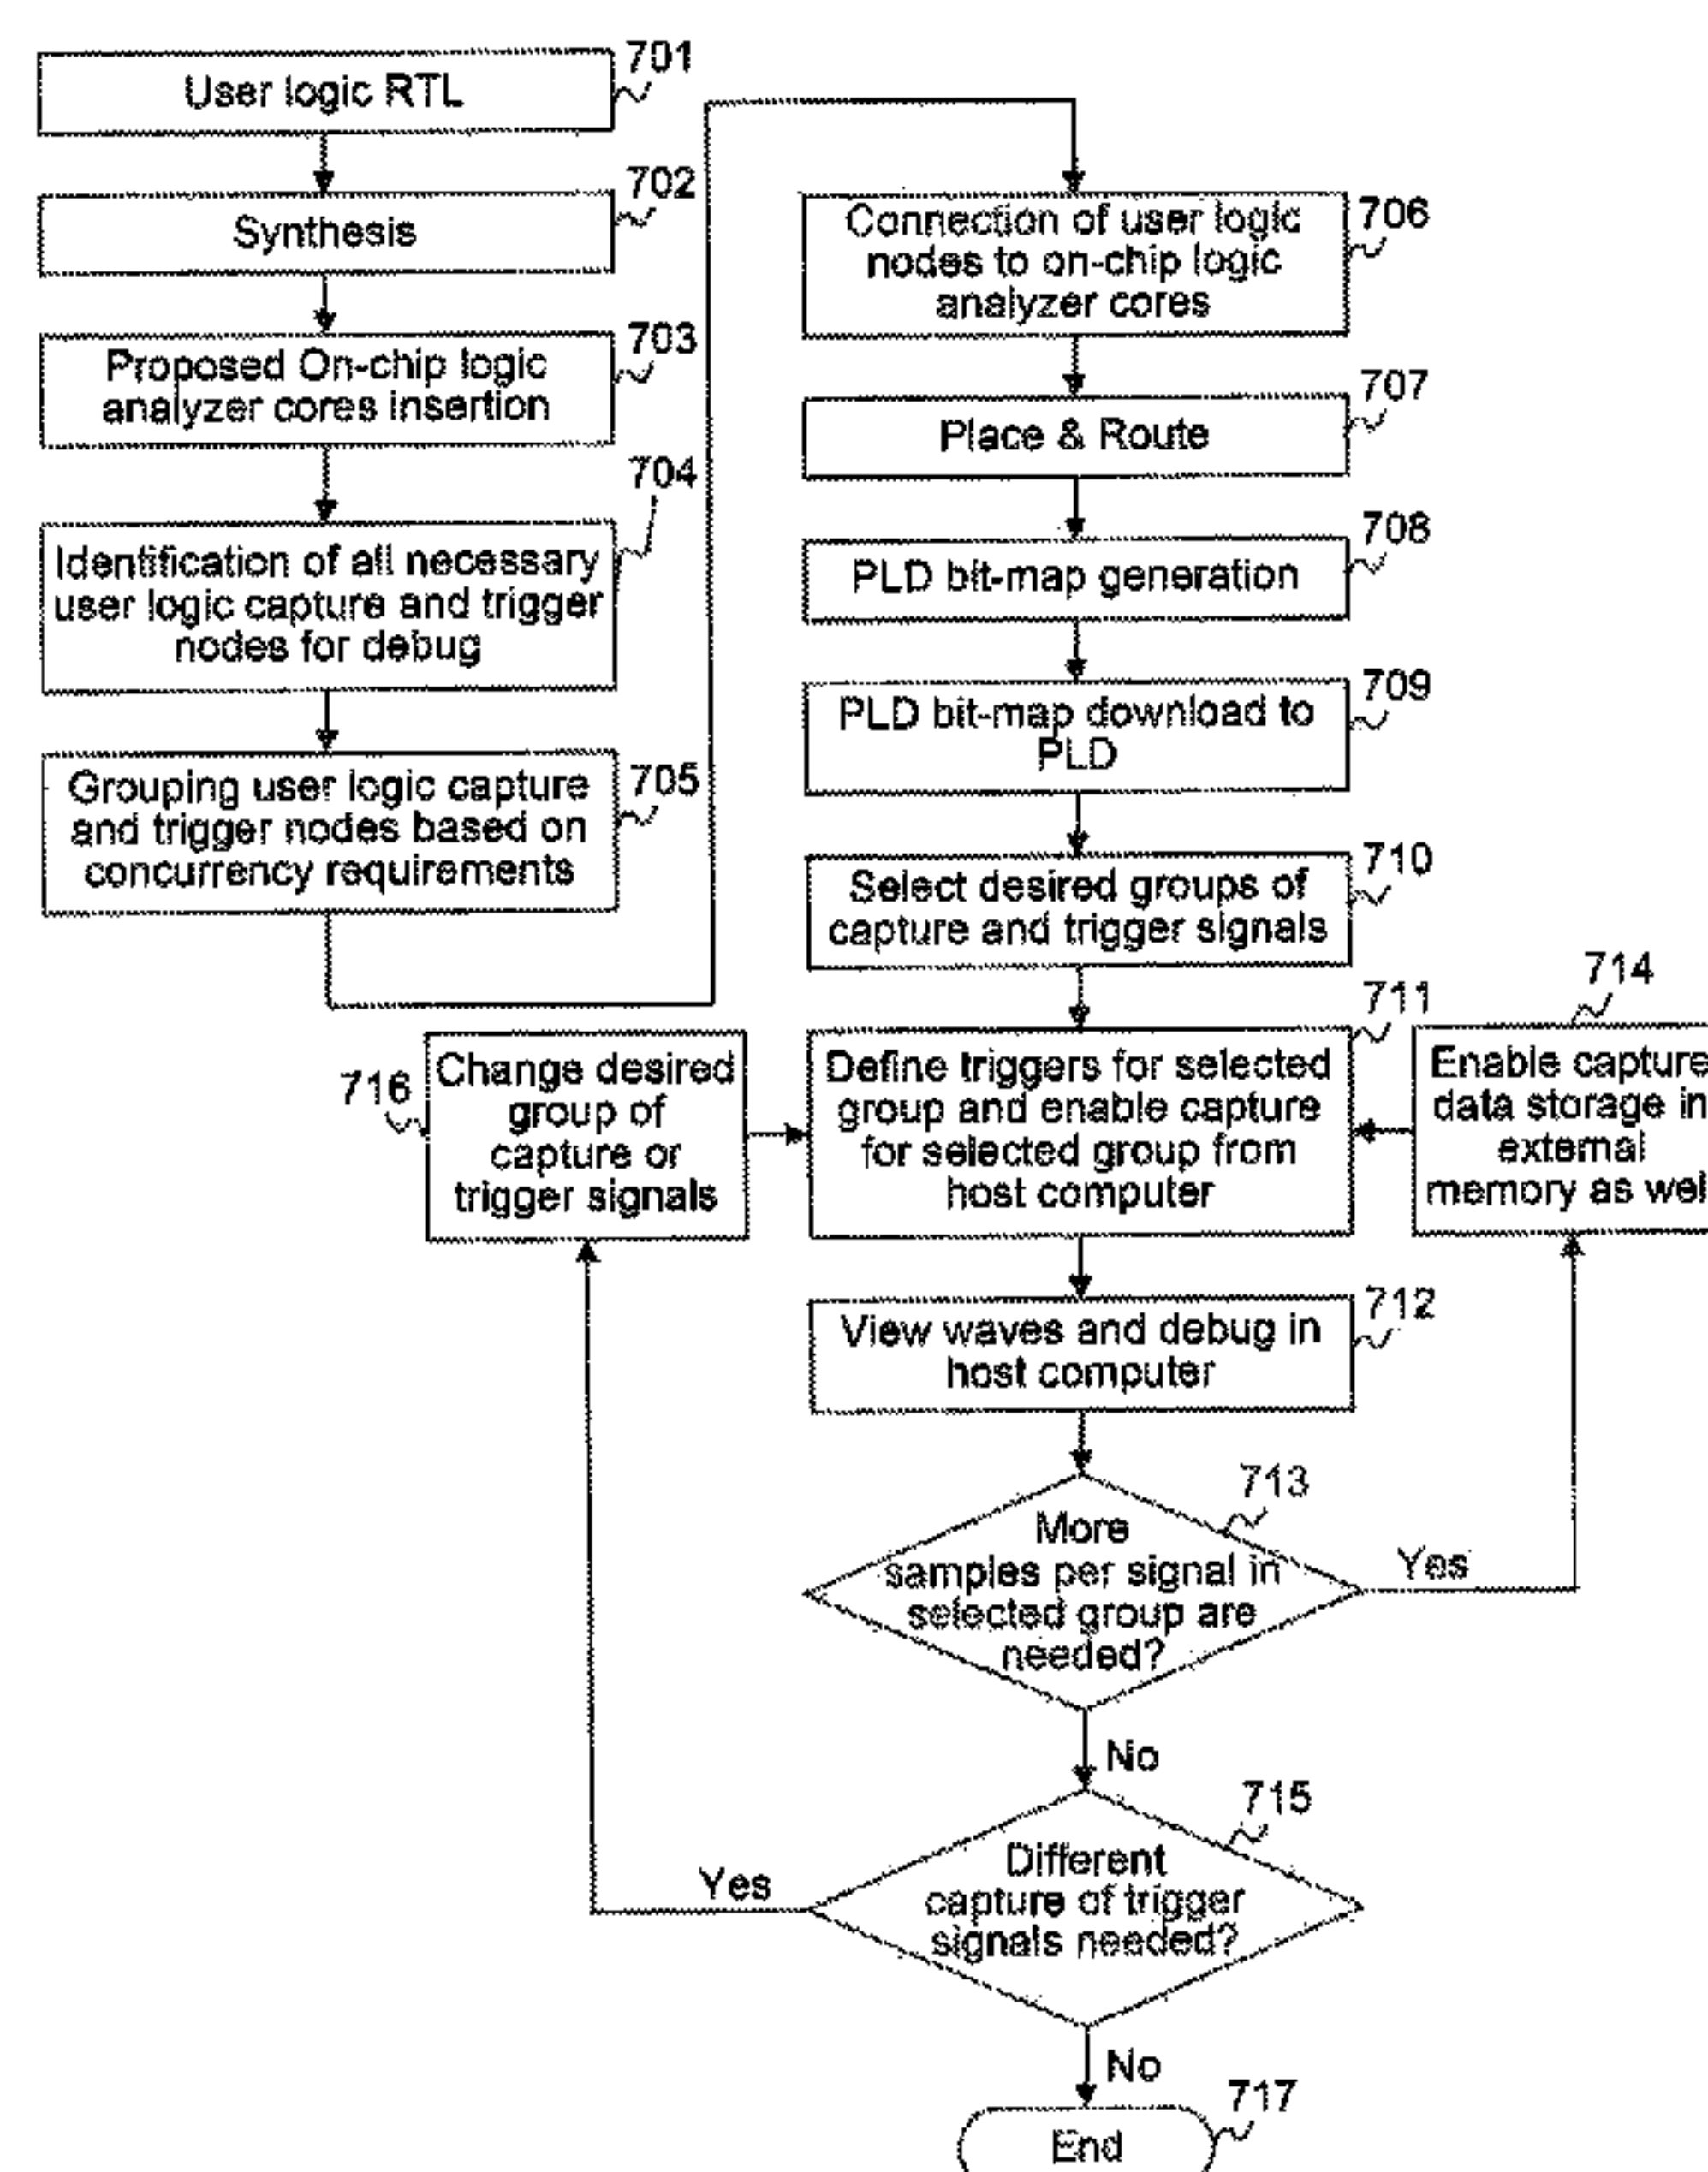 701
User logic RTL
702
Synthesis
703
Proposed On-chip logic
analyzer cores insertion
704
Identification of all necessary
user logic capture and trigger
nodes for debug
705
Grouping user logic capture
and trigger nodes based on
concurrency requirements
706
Connection of user logic
nodes to on-chip logic
analyzer cores
707
Place & Route
708
PLD bit-map generation
709
PLD bit-map download to
PLD
710
Select desired groups of
capture and trigger signals
711
Define triggers for selected
group and enable capture
for selected group from
host computer
714
Enable capture
data storage in
external
memory as well
716
Change desired
group of
capture or
trigger signals
712
View waves and debug in
host computer
713
More
samples per signal in
selected group are
needed?
Yes
No
715
Different
capture of trigger
signals needed?
Yes
No
717
End